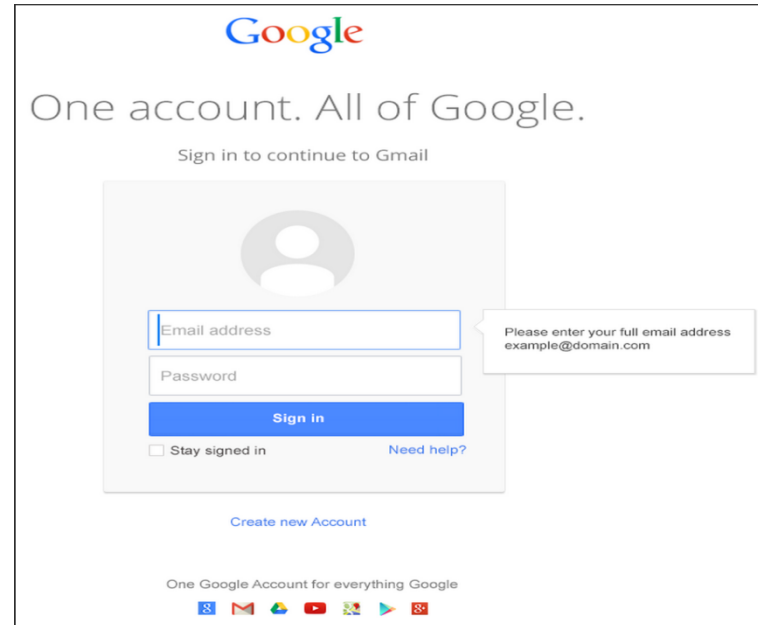 Google
One account. All of Google.
Sign in to continue to Gmail
Email address
Please enter your full email address
example@domain.com
Password
Sign in
Stay signed in
Need help?
Create new Account
One Google Account for everything Google